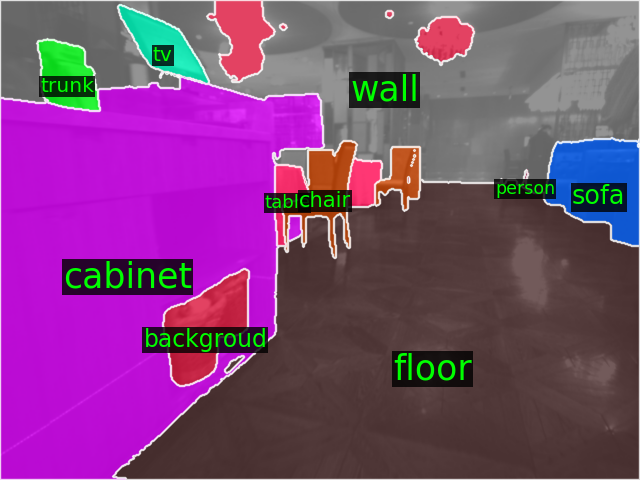 tv
trunk
wall
person
sofa
tabl
chair
cabinet
backgroud
floor